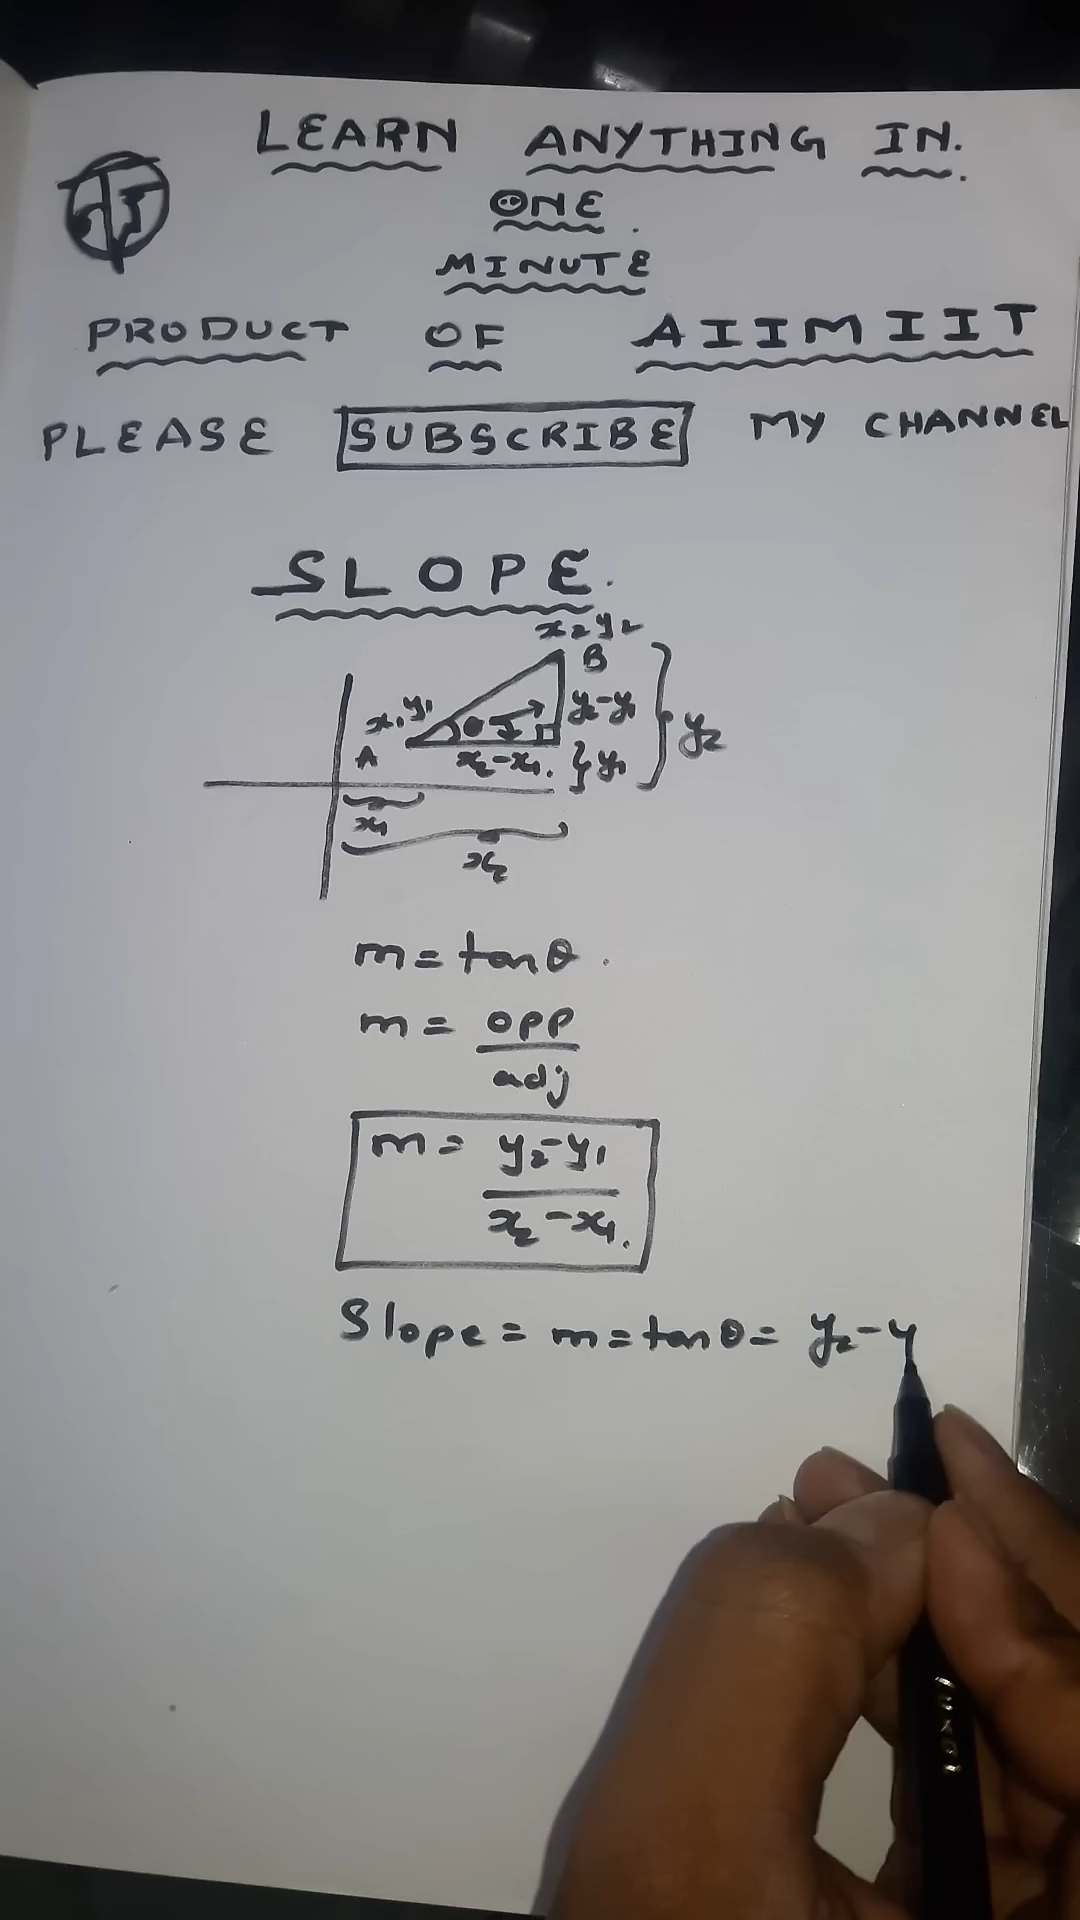 LEARN ANYTHING IN.
ONE.
MINUTE
PRODUCT OF AIIMIIT
PLEASE SUBSCRIBE MY CHANNEL
SLOPE.
x₂ y₂
B
x₁ y₁
y₂-y₁
y₂
A
x₂-x₁.
y₁
x₁
x₂
m = tanθ.
m = opp
adj
m = y₂-y₁
x₂-x₁.
Slope = m = tanθ = y₂-y